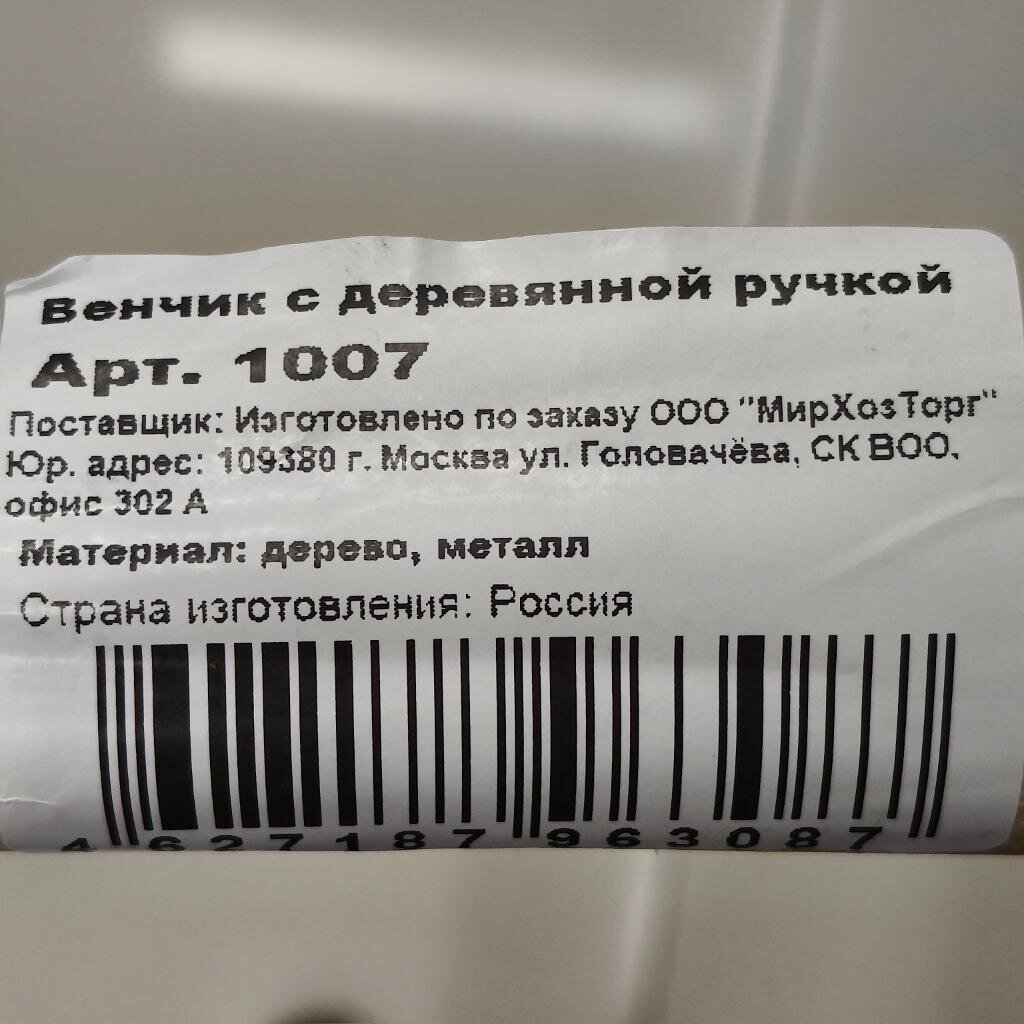 Венчик с деревянной ручкой
Арт. 1007
Поставщик: Изготовлено по заказу ООО "МирХозТорг"
Юр. адрес: 109380 г. Москва ул. Головачёва, СК ВОО,
офис 302 А
Материал: дерево, металл
Страна изготовления: Россия
4 627187 963087